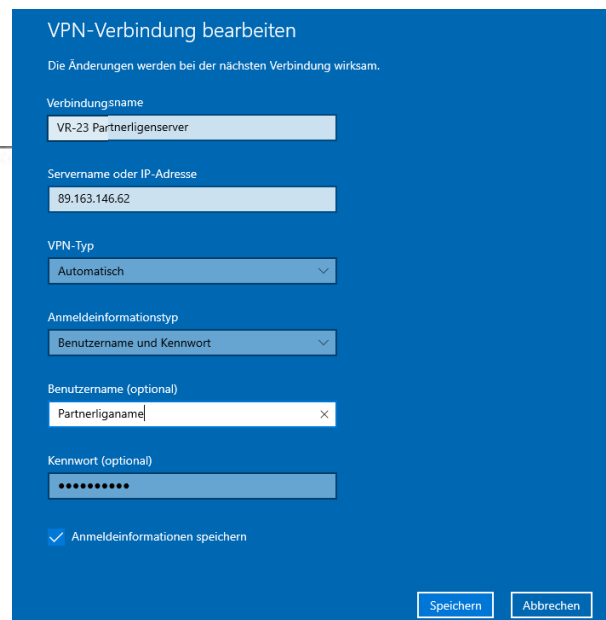 VPN-Verbindung bearbeiten
Die Änderungen werden bei der nächsten Verbindung wirksam.
Verbindungsname
VR-23 Partnerligenserver
Servername oder IP-Adresse
89.163.146.62
VPN-Typ
Automatisch
Anmeldeinformationstyp
Benutzername und Kennwort
Benutzername (optional)
Partnerliganame
Kennwort (optional)
●●●●●●●●●●
Anmeldeinformationen speichern
Speichern Abbrechen